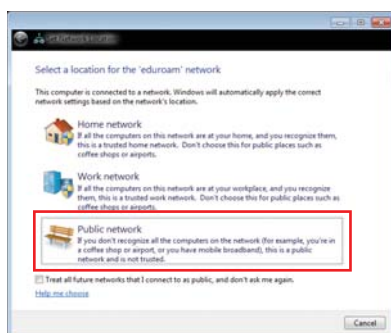 Set Network Location
Select a location for the 'eduroam' network
This computer is connected to a network. Windows will automatically apply the correct
network settings based on the network's location.
Home network
If all the computers on this network are at your home, and you recognize them,
this is a trusted home network. Don't choose this for public places such as
coffee shops or airports.
Work network
If all the computers on this network are at your workplace, and you recognize
them, this is a trusted work network. Don't choose this for public places such as
coffee shops or airports.
Public network
If you don't recognize all the computers on the network (for example, you're in
a coffee shop or airport, or you have mobile broadband), this is a public
network and is not trusted.
Treat all future networks that I connect to as public, and don't ask me again.
Help me choose
Cancel